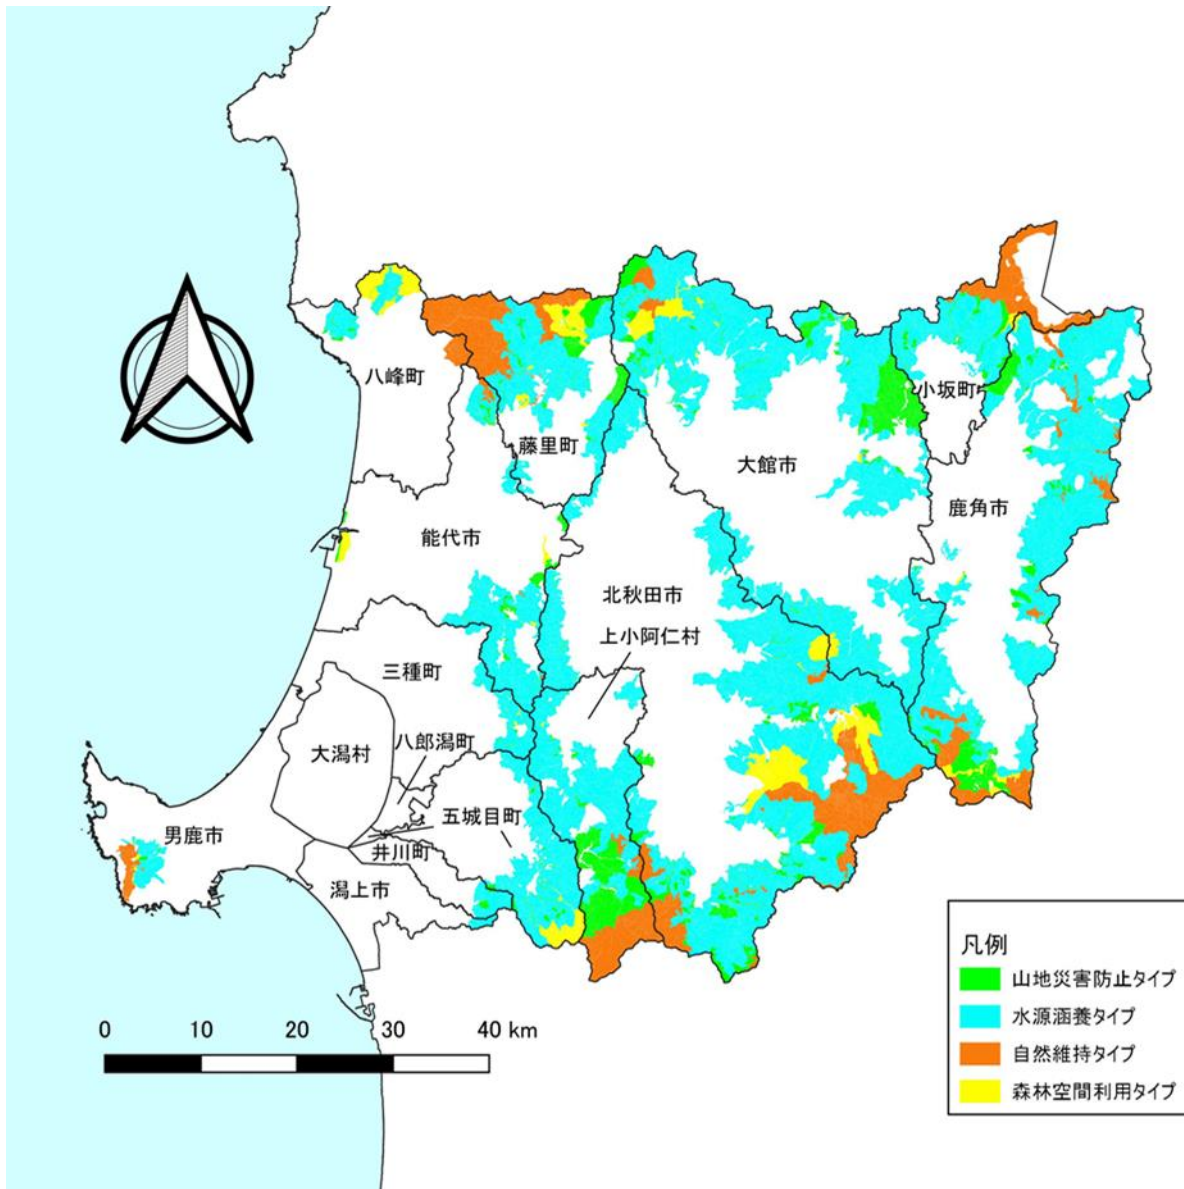 八峰町
小坂町
藤里町
大館市
鹿角市
能代市
北秋田市
上小阿仁村
三種町
大潟村
八郎潟町
五城目町
男鹿市
井川町
潟上市
凡例
山地災害防止タイプ
水源涵養タイプ
自然維持タイプ
森林空間利用タイプ
0 10 20 30 40 km